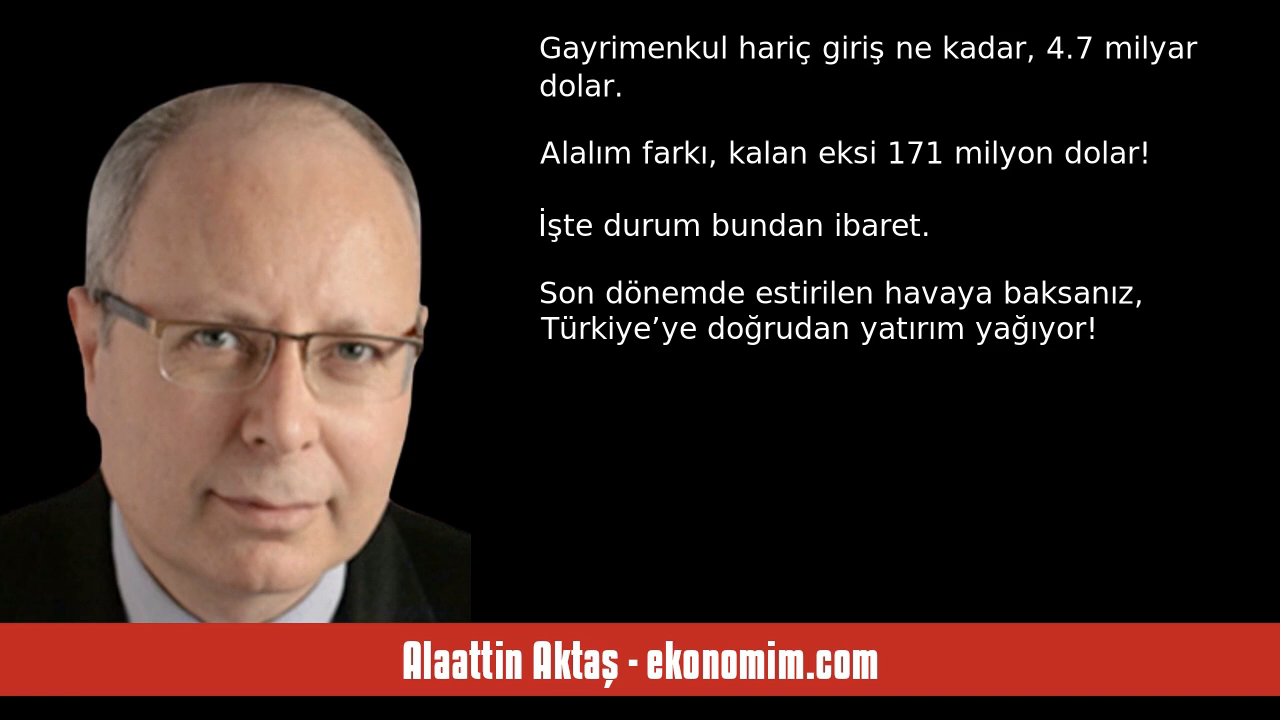 Gayrimenkul hariç giriş ne kadar, 4.7 milyar
dolar.
Alalım farkı, kalan eksi 171 milyon dolar!
İşte durum bundan ibaret.
Son dönemde estirilen havaya baksanız,
Türkiye’ye doğrudan yatırım yağıyor!
Alaattin Aktaş - ekonomim.com